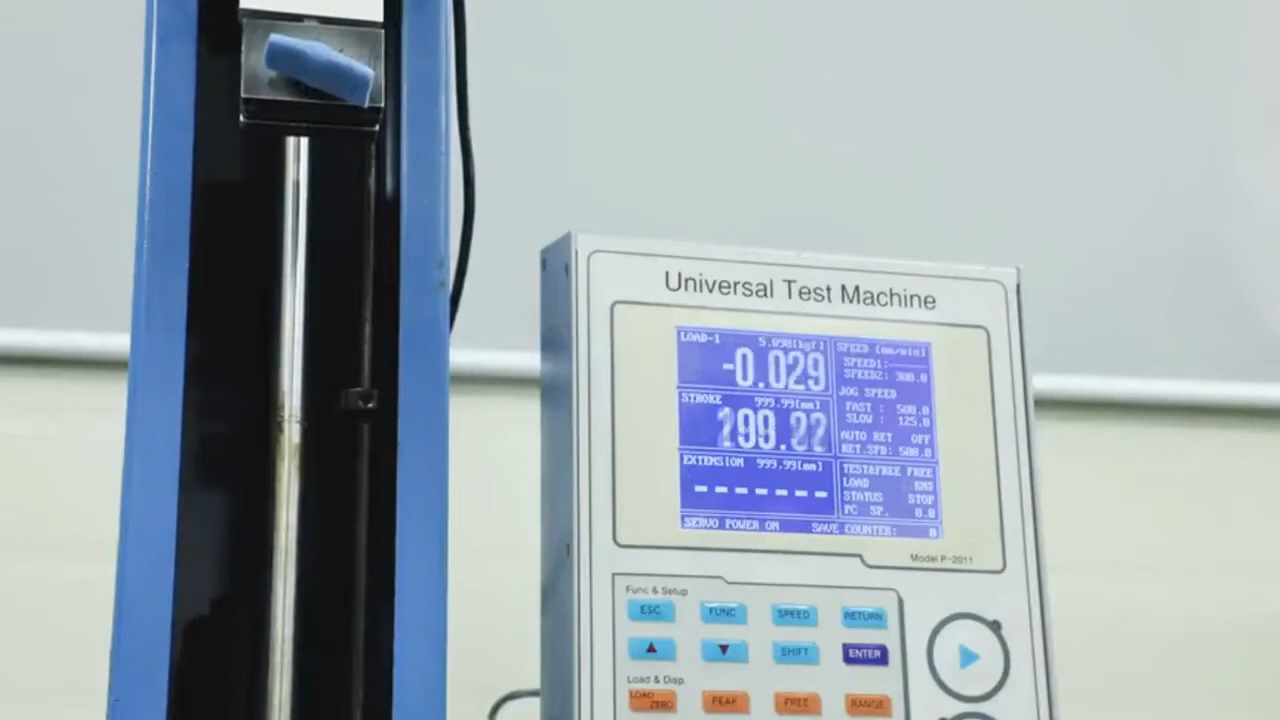 Universal Test Machine
LOAD-1 5.098[kgf]
-0.029
STROKE 999.99[mm]
EXTENSION 999.99[mm]
SERVO POWER ON SAVE COUNTER:
SPEED [mm/min]
SPEED1:
SPEED2: 300.0
JOG SPEED
FAST : 500.0
SLOW : 125.0
AUTO RET OFF
RET.SPD: 500.0
TEST&FREE FREE
LOAD
STATUS STOP
PC SP. 0.0
Model P-2011
Func & Setup
ESC FUNC SPEED RETURN
▲ ▼ SHIFT ENTER
Load & Disp.
LOAD ZERO PEAK FREE RANGE